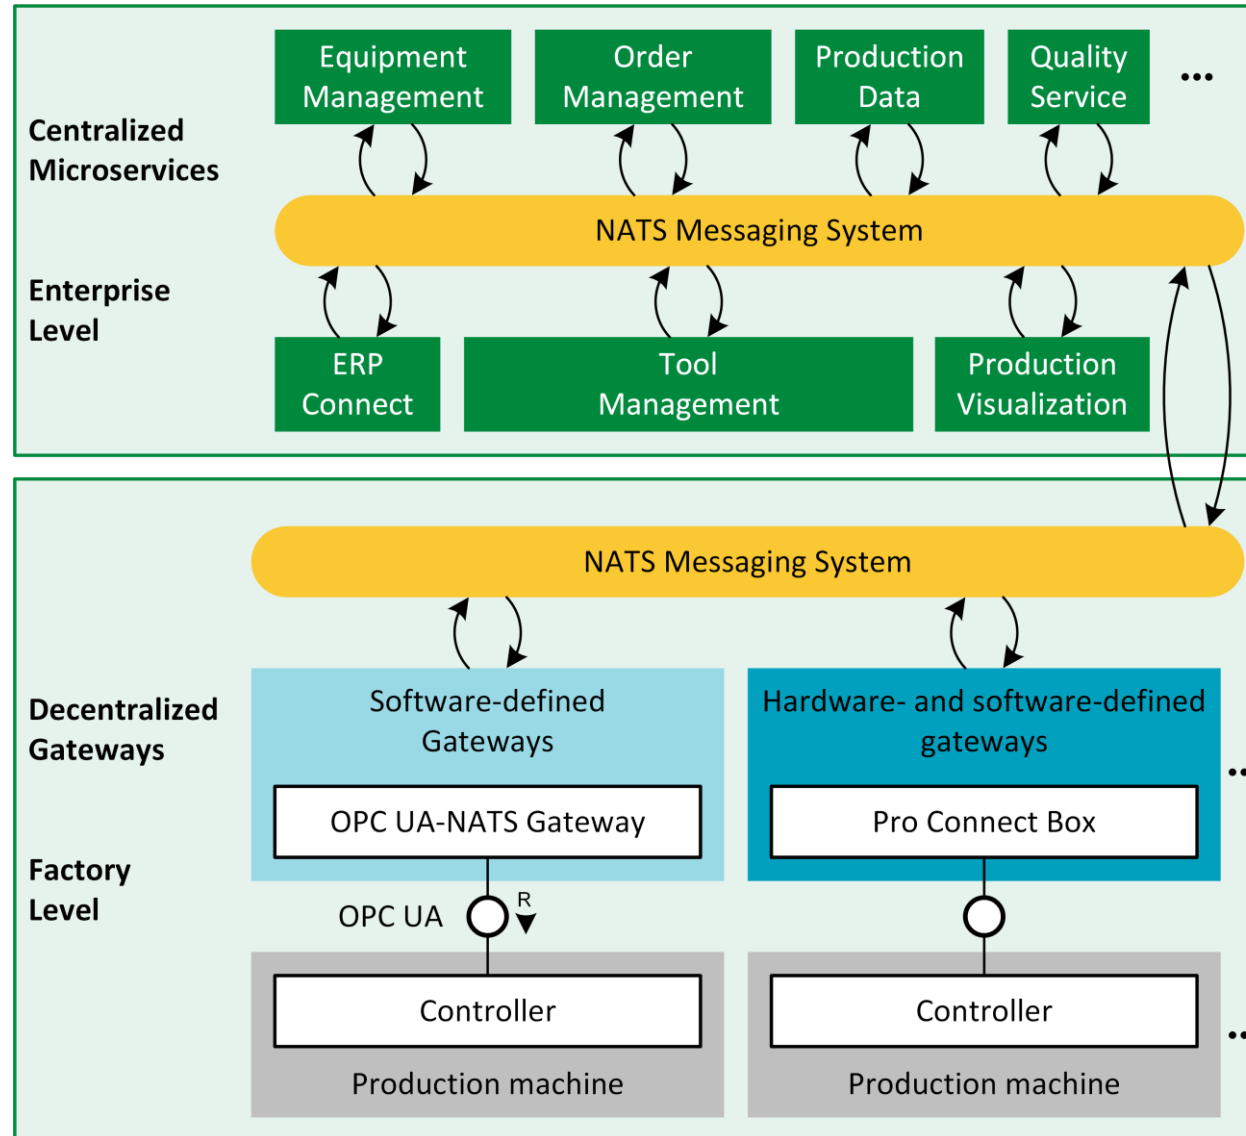 Centralized
Microservices
Enterprise
Level
Equipment
Management
Order
Management
Production
Data
Quality
Service
...
NATS Messaging System
ERP
Connect
Tool
Management
Production
Visualization
NATS Messaging System
Decentralized
Gateways
Factory
Level
Software-defined
Gateways
OPC UA-NATS Gateway
Hardware- and software-defined
gateways
Pro Connect Box
OPC UA
R
Controller
Production machine
Controller
Production machine